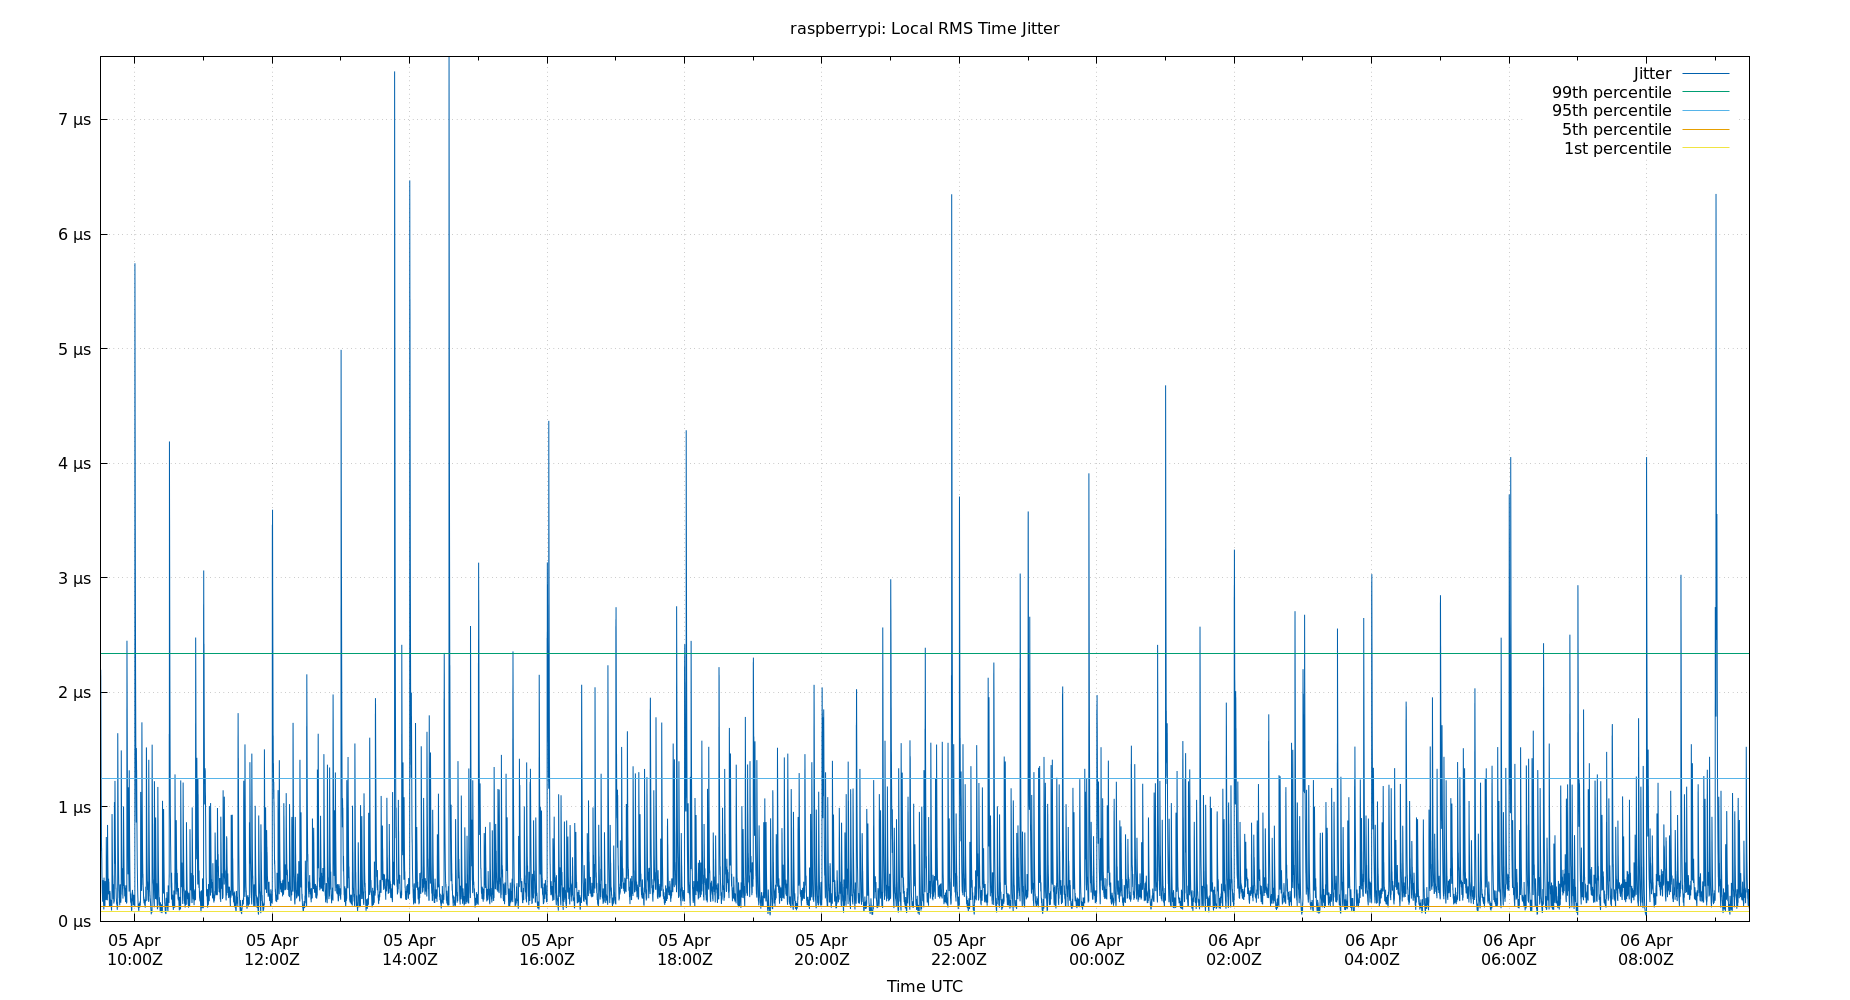 raspberrypi: Local RMS Time Jitter
Jitter
99th percentile
95th percentile
5th percentile
1st percentile
7 µs
6 µs
5 µs
4 µs
3 µs
2 µs
1 µs
0 µs
05 Apr 05 Apr 05 Apr 05 Apr 05 Apr 05 Apr 05 Apr 06 Apr 06 Apr 06 Apr 06 Apr 06 Apr
10:00Z 12:00Z 14:00Z 16:00Z 18:00Z 20:00Z 22:00Z 00:00Z 02:00Z 04:00Z 06:00Z 08:00Z
Time UTC